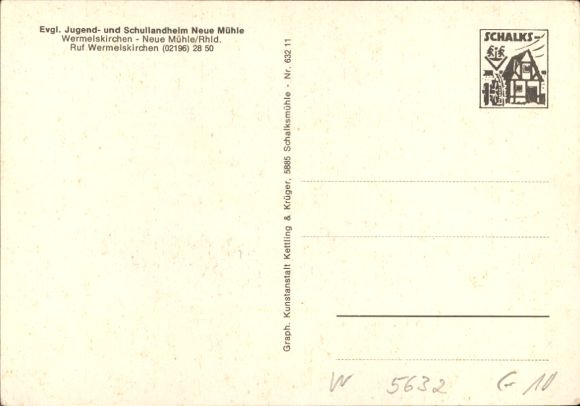 Evgl. Jugend- und Schullandheim Neue Mühle
Wermelskirchen - Neue Mühle/Rhld.
Ruf Wermelskirchen (02196) 28 50
Graph. Kunstanstalt Kettling & Krüger, 5885 Schalksmühle - Nr. 632 11
SCHALKS-
W 5632 G 10